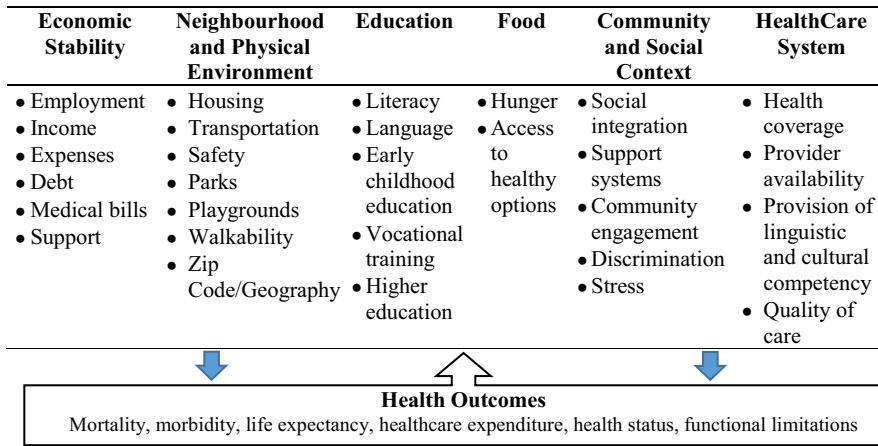 Economic
Stability
Neighbourhood
and Physical
Environment
Education
Food
Community
and Social
Context
HealthCare
System
• Employment
• Income
• Expenses
• Debt
• Medical bills
• Support
• Housing
• Transportation
• Safety
• Parks
• Playgrounds
• Walkability
• Zip
Code/Geography
• Literacy
• Language
• Early
childhood
education
• Vocational
training
• Higher
education
• Hunger
• Access
to
healthy
options
• Social
integration
• Support
systems
• Community
engagement
• Discrimination
• Stress
• Health
coverage
• Provider
availability
• Provision of
linguistic
and cultural
competency
• Quality of
care
Health Outcomes
Mortality, morbidity, life expectancy, healthcare expenditure, health status, functional limitations